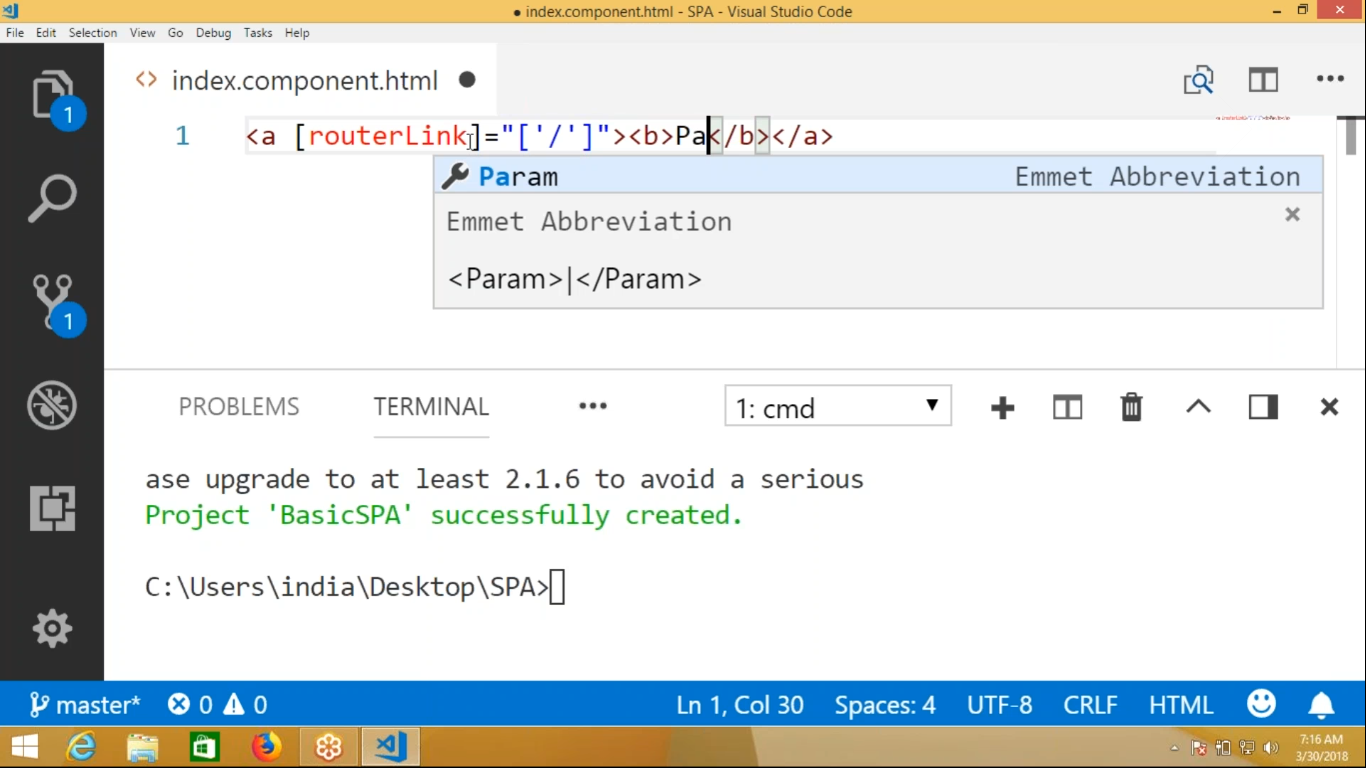 ● index.component.html - SPA - Visual Studio Code
File Edit Selection View Go Debug Tasks Help
<> index.component.html ●
1 <a [routerLink]="['/']"><b>Pa</b></a>
Param Emmet Abbreviation
Emmet Abbreviation
<Param>|</Param>
1
1
PROBLEMS TERMINAL ••• 1: cmd
ase upgrade to at least 2.1.6 to avoid a serious
Project 'BasicSPA' successfully created.
C:\Users\india\Desktop\SPA>
master* 0 0 Ln 1, Col 30 Spaces: 4 UTF-8 CRLF HTML
7:16 AM
3/30/2018